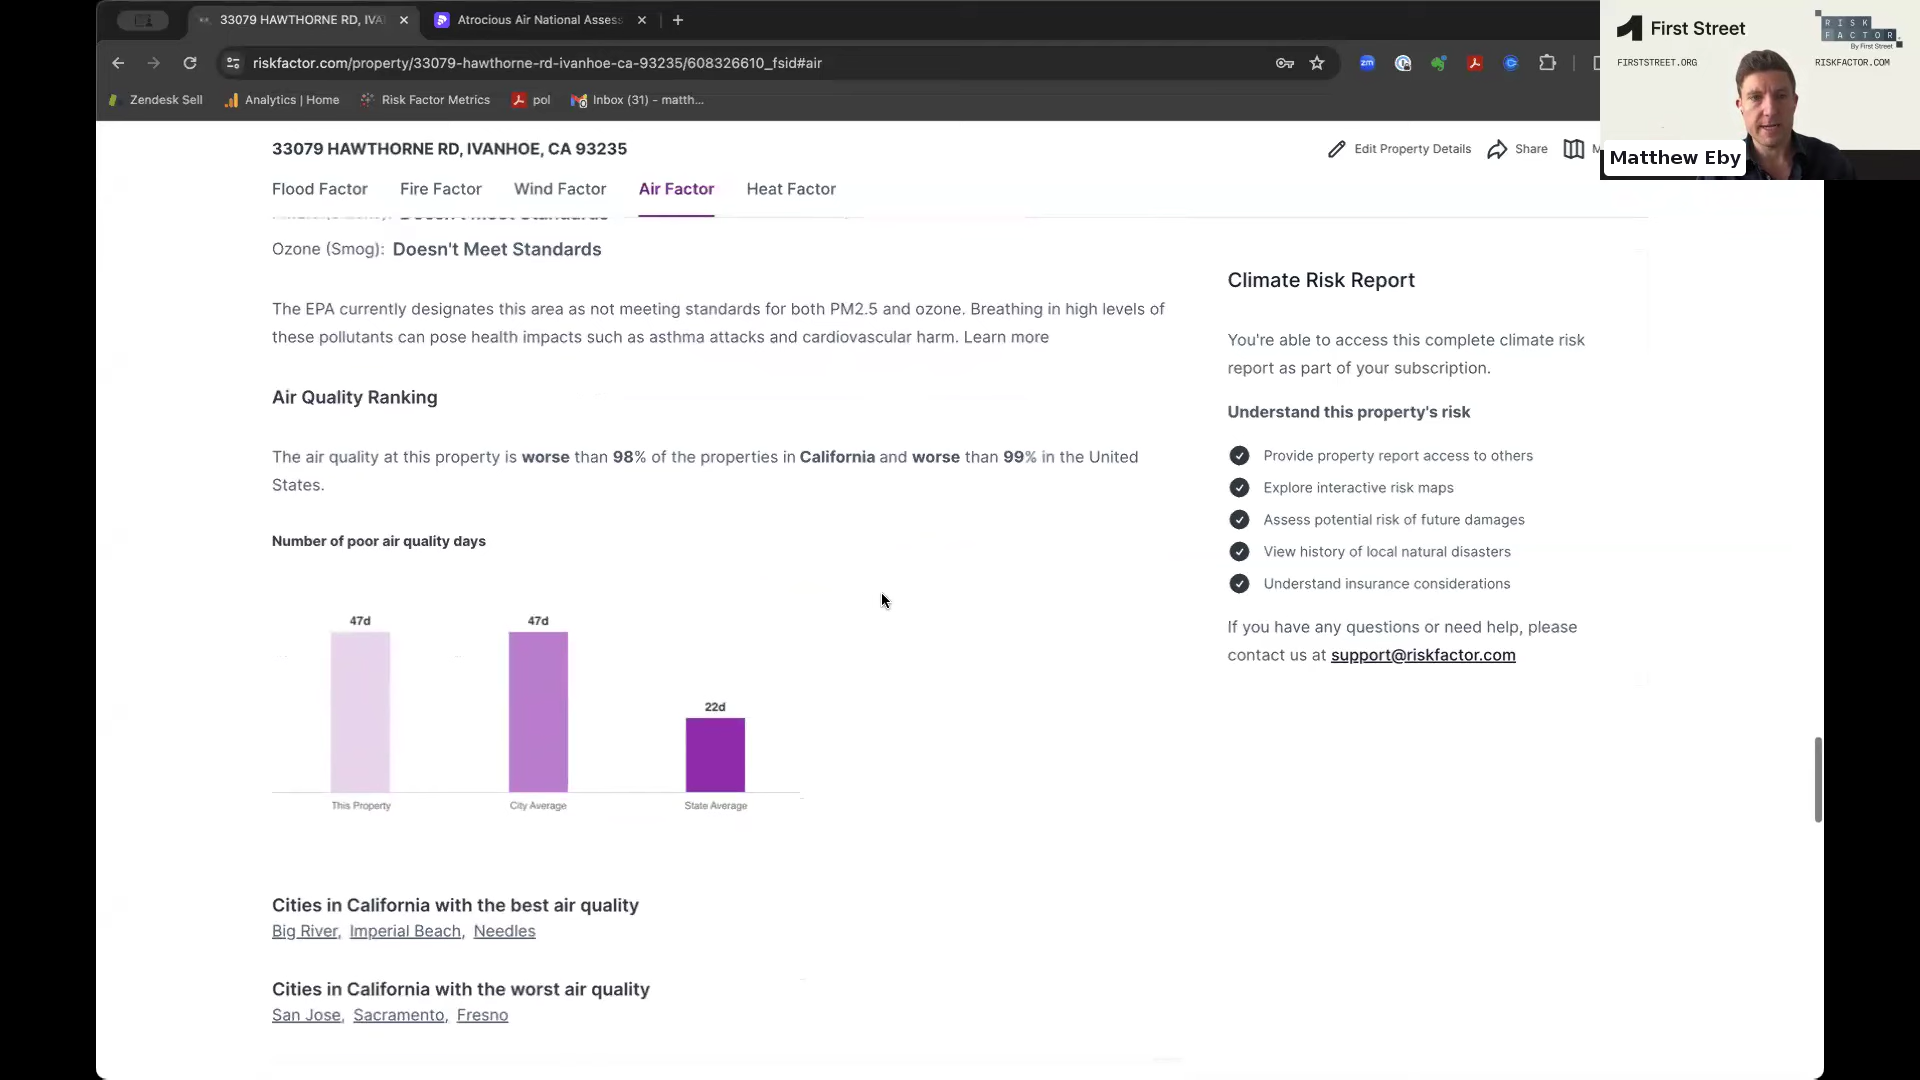 33079 HAWTHORNE RD, IVA
Atrocious Air National Assess
riskfactor.com/property/33079-hawthorne-rd-ivanhoe-ca-93235/608326610_fsid#air
Zendesk Sell
Analytics | Home
Risk Factor Metrics
pol
Inbox (31) - matth...
First Street
RISK
FACTOR
By First Street
FIRSTSTREET.ORG
RISKFACTOR.COM
Matthew Eby
33079 HAWTHORNE RD, IVANHOE, CA 93235
Edit Property Details
Share
M
Flood Factor
Fire Factor
Wind Factor
Air Factor
Heat Factor
Doesn't Meet Standards
Ozone (Smog): Doesn't Meet Standards
The EPA currently designates this area as not meeting standards for both PM2.5 and ozone. Breathing in high levels of
these pollutants can pose health impacts such as asthma attacks and cardiovascular harm. Learn more
Air Quality Ranking
The air quality at this property is worse than 98% of the properties in California and worse than 99% in the United
States.
Number of poor air quality days
47d
47d
22d
This Property
City Average
State Average
Cities in California with the best air quality
Big River, Imperial Beach, Needles
Cities in California with the worst air quality
San Jose, Sacramento, Fresno
Climate Risk Report
You're able to access this complete climate risk
report as part of your subscription.
Understand this property's risk
Provide property report access to others
Explore interactive risk maps
Assess potential risk of future damages
View history of local natural disasters
Understand insurance considerations
If you have any questions or need help, please
contact us at support@riskfactor.com